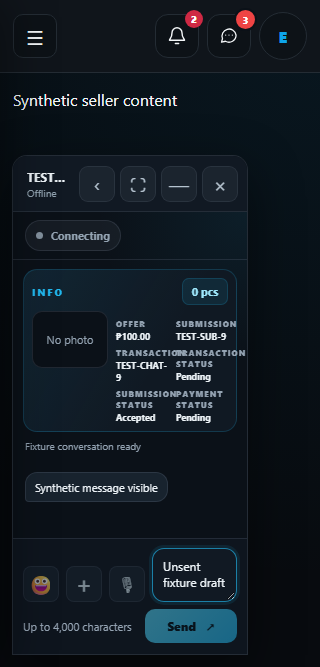 2
3
E
Synthetic seller content
TEST...
Offline
Connecting
INFO
0 pcs
No photo
OFFER
₱100.00
SUBMISSION
TEST-SUB-9
TRANSACTION
TEST-CHAT-
9
TRANSACTION
STATUS
Pending
SUBMISSION
STATUS
Accepted
PAYMENT
STATUS
Pending
Fixture conversation ready
Synthetic message visible
Unsent
fixture draft
Up to 4,000 characters
Send ↗